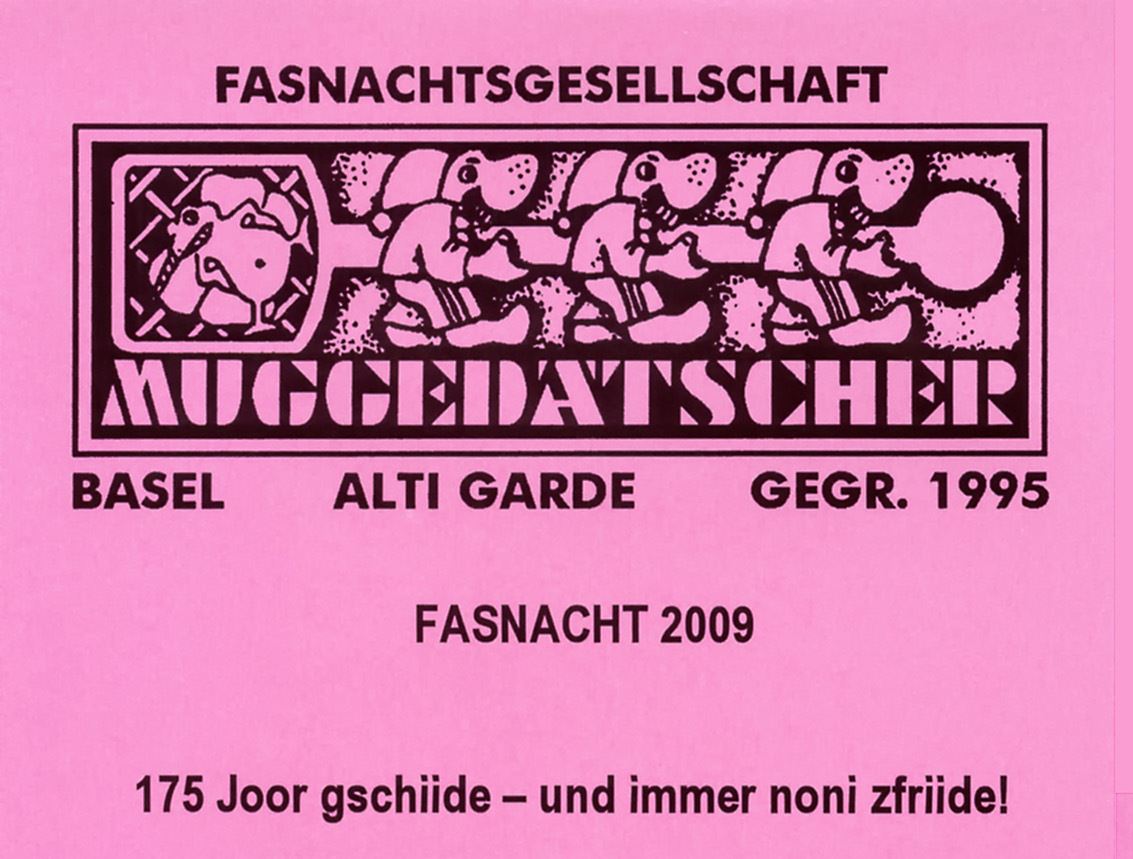 FASNACHTSGESELLSCHAFT
MUGGEDÄTSCHER
BASEL ALTI GARDE GEGR. 1995
FASNACHT 2009
175 Joor gschiide – und immer noni zfriide!